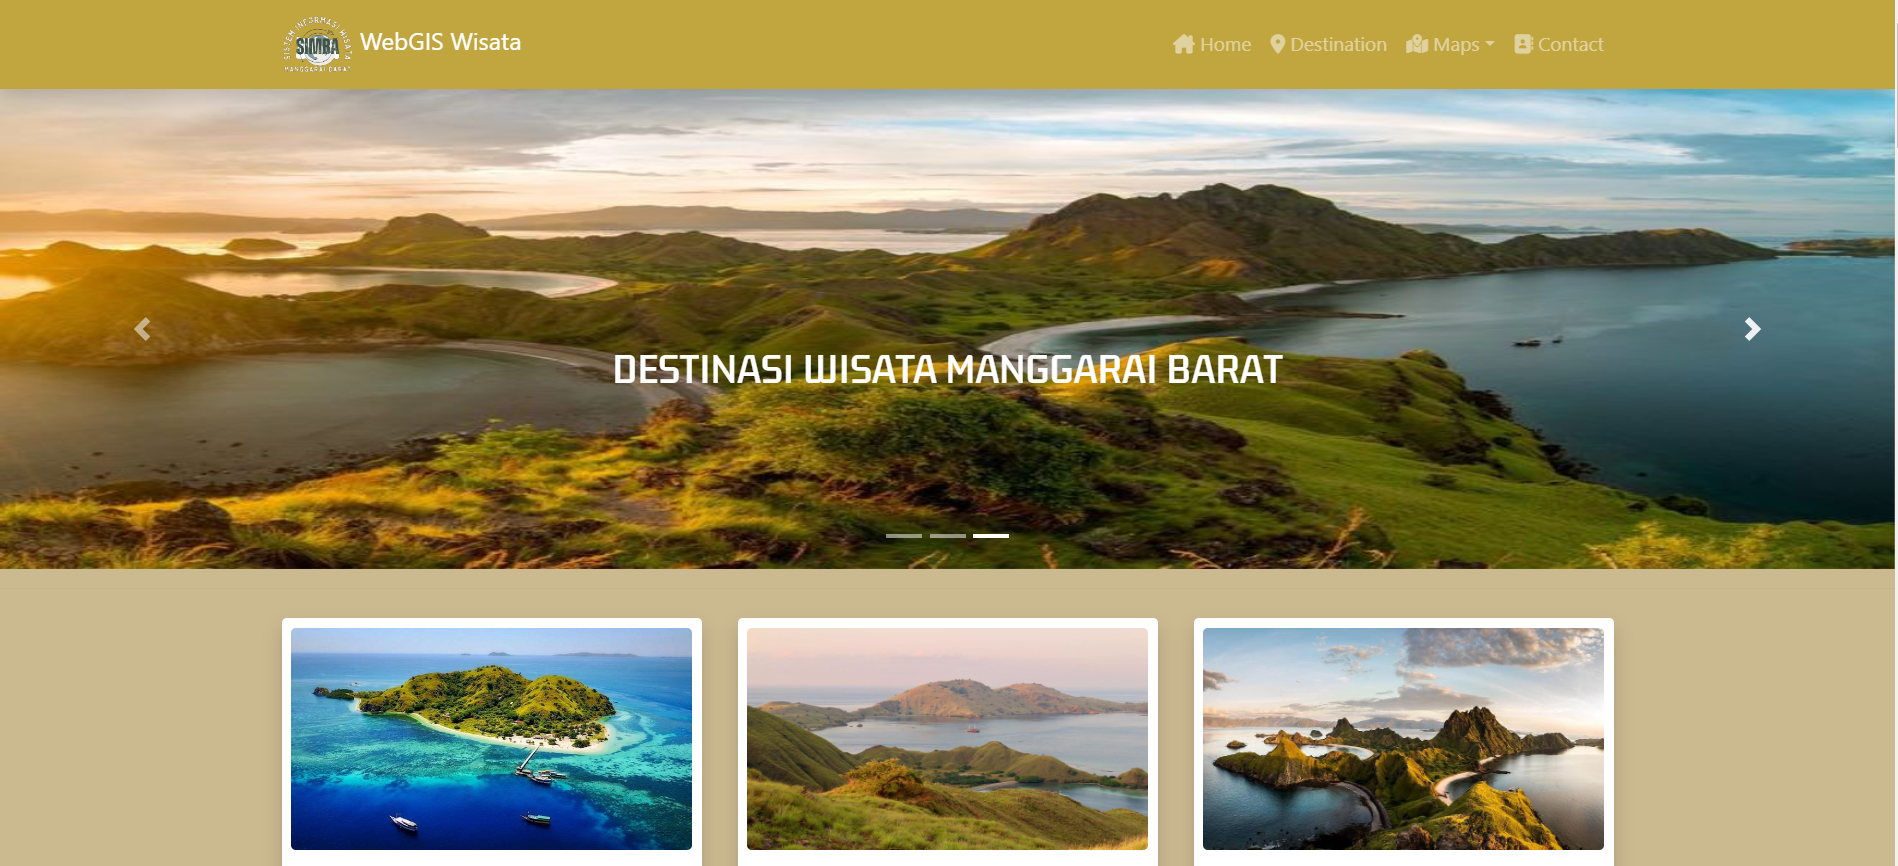 SISTEM INFORMASI WISATA
SIMBA
MANGGARAI BARAT
WebGIS Wisata
Home
Destination
Maps
Contact
DESTINASI WISATA MANGGARAI BARAT